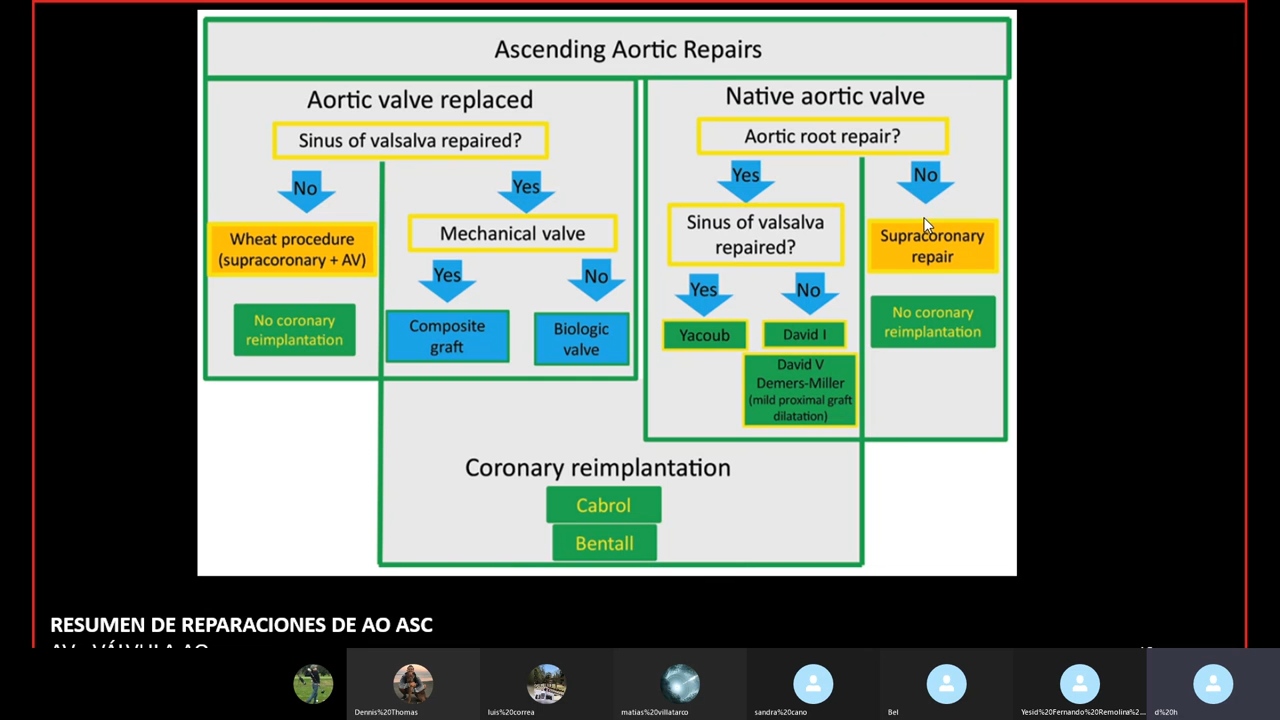 Ascending Aortic Repairs
Aortic valve replaced
Sinus of valsalva repaired?
No
Yes
Wheat procedure
(supracoronary + AV)
No coronary
reimplantation
Mechanical valve
Yes
No
Composite
graft
Biologic
valve
Native aortic valve
Aortic root repair?
Yes
No
Sinus of valsalva
repaired?
Yes
No
Yacoub
David I
David V
Demers-Miller
(mild proximal graft
dilatation)
Supracoronary
repair
No coronary
reimplantation
Coronary reimplantation
Cabrol
Bentall
RESUMEN DE REPARACIONES DE AO ASC
Dennis%20Thomas
luis%20correa
matias%20villatarco
sandra%20cano
Bel
Yesid%20Fernando%20Remolina%2...
d%20h